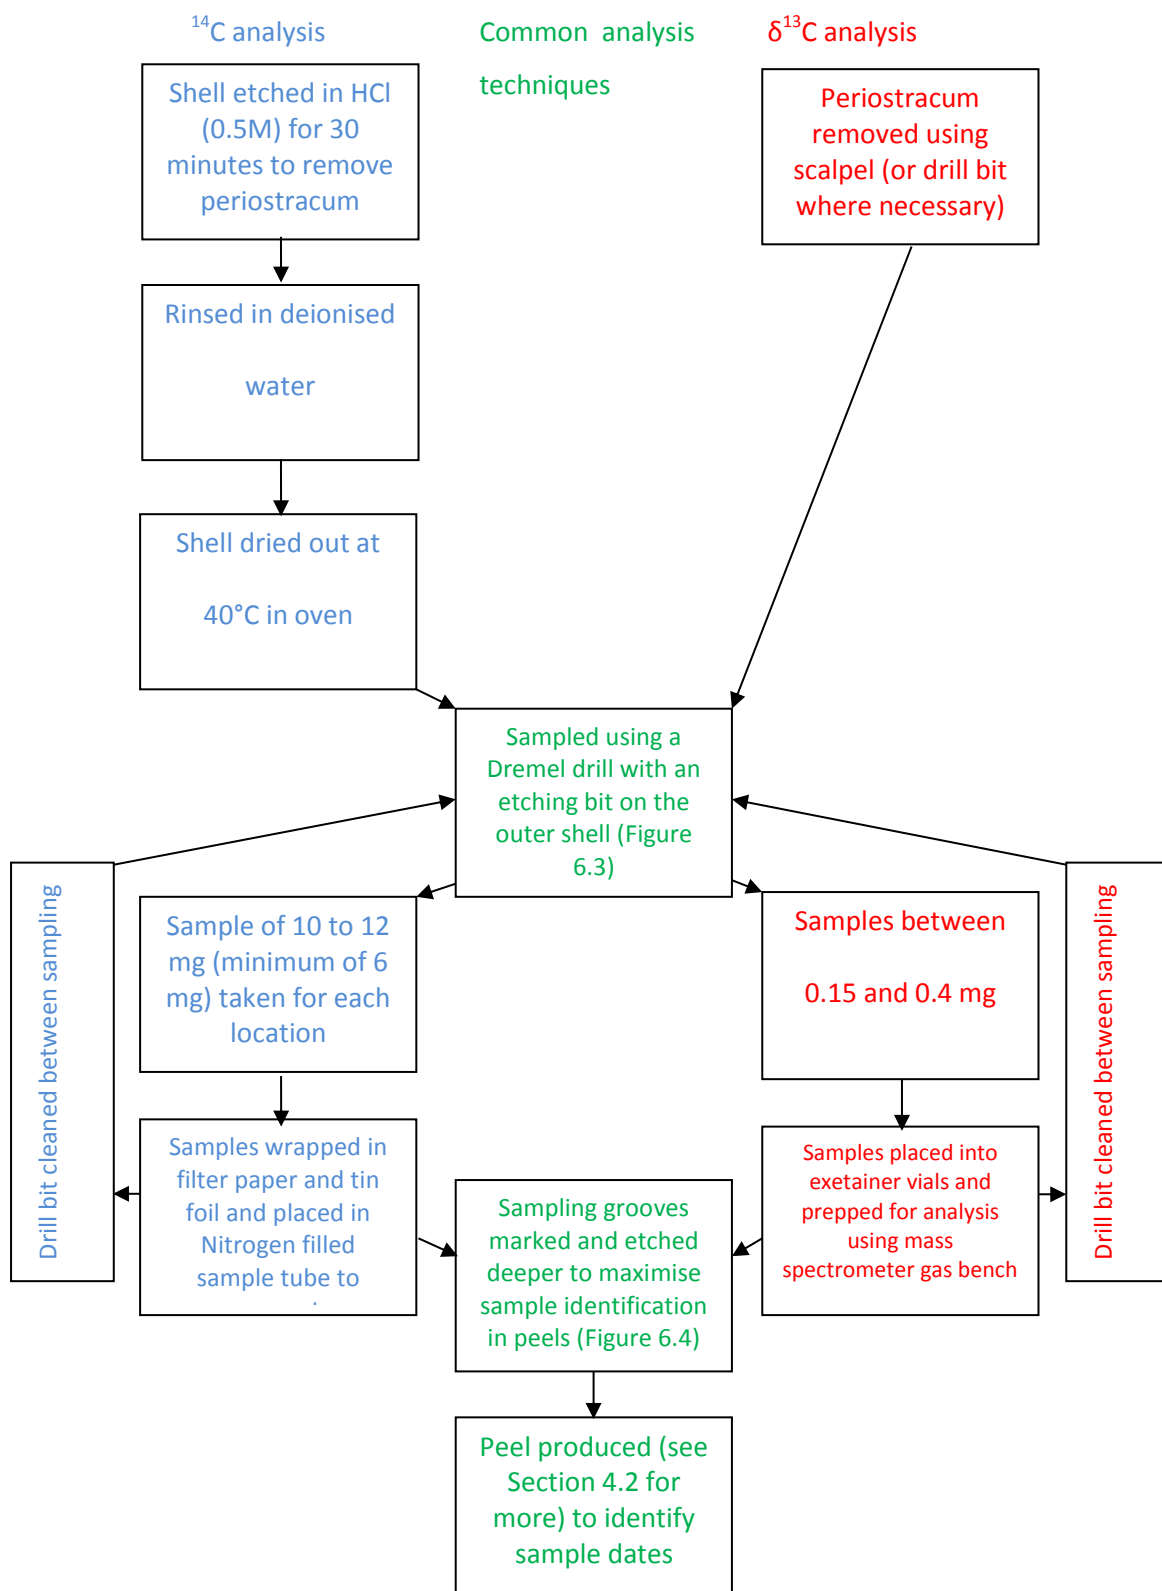 ¹⁴C analysis
Common analysis
techniques
δ¹³C analysis
Shell etched in HCl
(0.5M) for 30
minutes to remove
periostracum
Periostracum
removed using
scalpel (or drill bit
where necessary)
Rinsed in deionised
water
Shell dried out at
40°C in oven
Sampled using a
Dremel drill with an
etching bit on the
outer shell (Figure
6.3)
Drill bit cleaned between sampling
Sample of 10 to 12
mg (minimum of 6
mg) taken for each
location
Samples between
0.15 and 0.4 mg
Drill bit cleaned between sampling
Samples wrapped in
filter paper and tin
foil and placed in
Nitrogen filled
sample tube to
Sampling grooves
marked and etched
deeper to maximise
sample identification
in peels (Figure 6.4)
Samples placed into
exetainer vials and
prepped for analysis
using mass
spectrometer gas bench
Peel produced (see
Section 4.2 for
more) to identify
sample dates